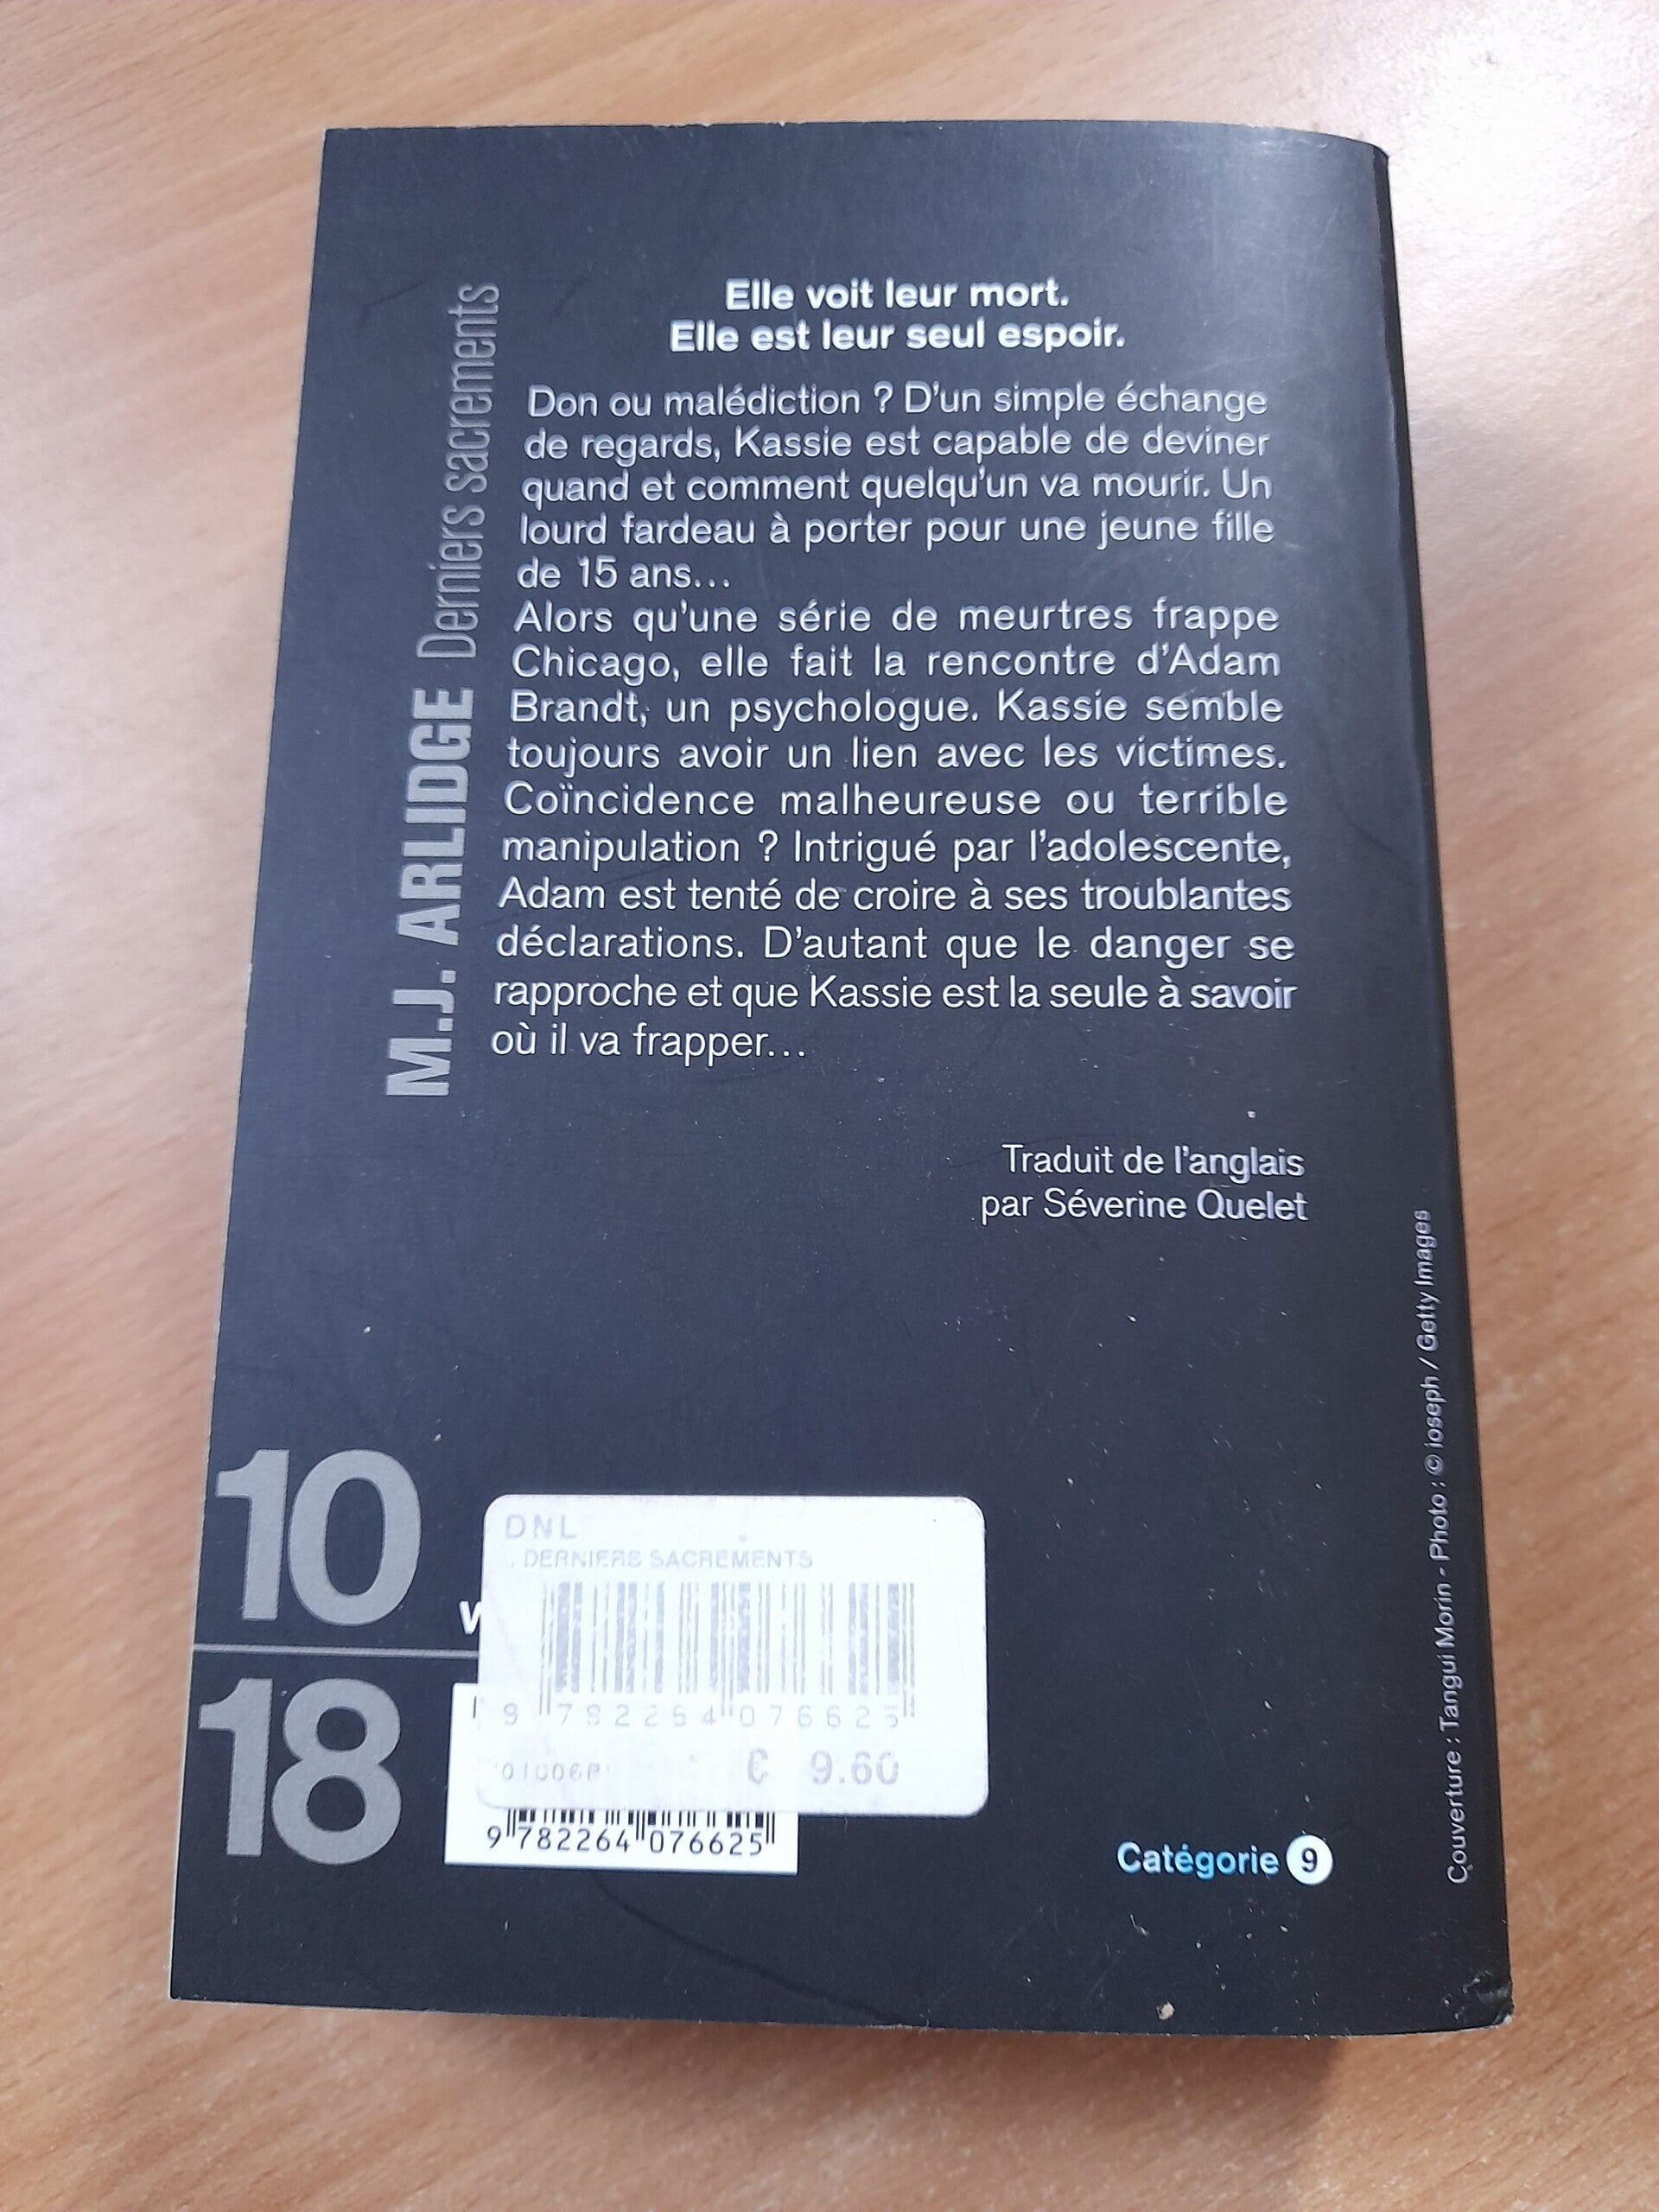 Elle voit leur mort.
Elle est leur seul espoir.
Don ou malédiction ? D'un simple échange
de regards, Kassie est capable de deviner
quand et comment quelqu'un va mourir. Un
lourd fardeau à porter pour une jeune fille
de 15 ans...
Alors qu'une série de meurtres frappe
Chicago, elle fait la rencontre d'Adam
Brandt, un psychologue. Kassie semble
toujours avoir un lien avec les victimes.
Coïncidence malheureuse ou terrible
manipulation ? Intrigué par l'adolescente,
Adam est tenté de croire à ses troublantes
déclarations. D'autant que le danger se
rapproche et que Kassie est la seule à savoir
où il va frapper...
M.J. ARLIDGE Derniers sacrements
Traduit de l'anglais
par Séverine Quelet
10
18
DNL
DERNIERS SACREMENTS
9 782264 076625
€ 9.60
9 782264 076625
Catégorie 9
Couverture : Tangui Morin - Photo : © ioseph / Getty Images